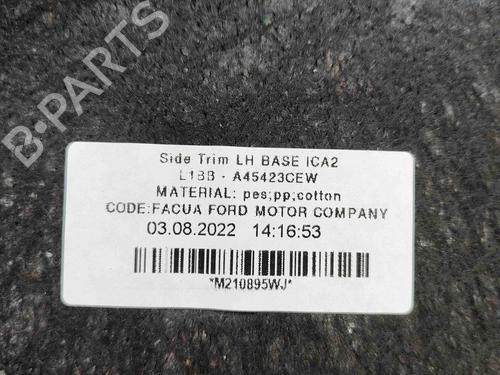 B-PARTS
Side Trim LH BASE ICA2
L1BB - A45423CEW
MATERIAL: pes;pp;cotton
CODE:FACUA FORD MOTOR COMPANY
03.08.2022 14:16:53
*M210895WJ*